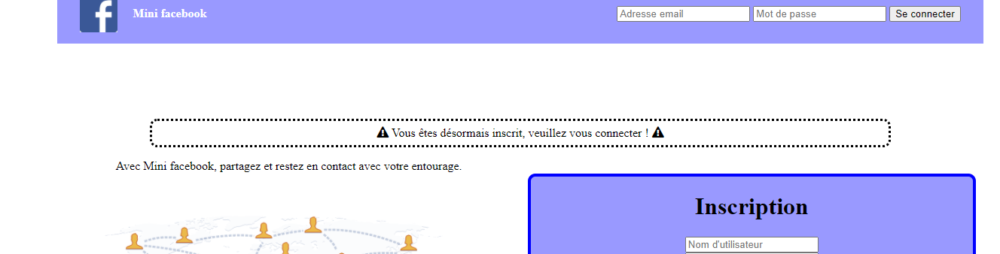 Mini facebook
Adresse email
Mot de passe
Se connecter
Vous êtes désormais inscrit, veuillez vous connecter !
Avec Mini facebook, partagez et restez en contact avec votre entourage.
Inscription
Nom d'utilisateur